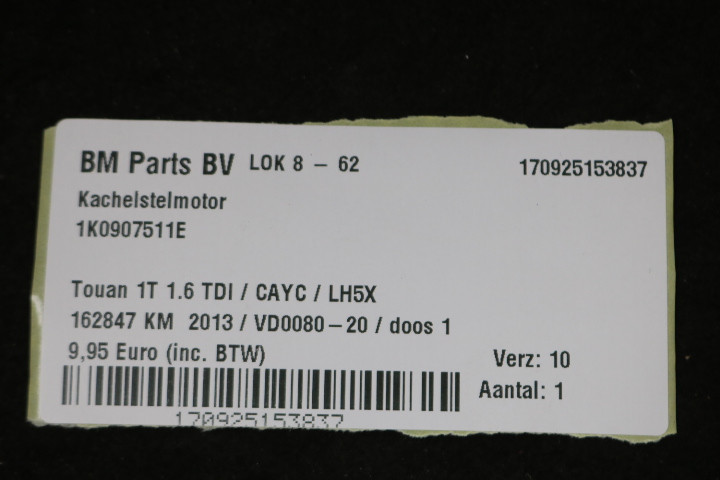 BM Parts BV LOK 8 - 62 170925153837
Kachelstelmotor
1K0907511E
Touan 1T 1.6 TDI / CAYC / LH5X
162847 KM 2013 / VD0080-20 / doos 1
9,95 Euro (inc. BTW) Verz: 10
Aantal: 1
170925153837